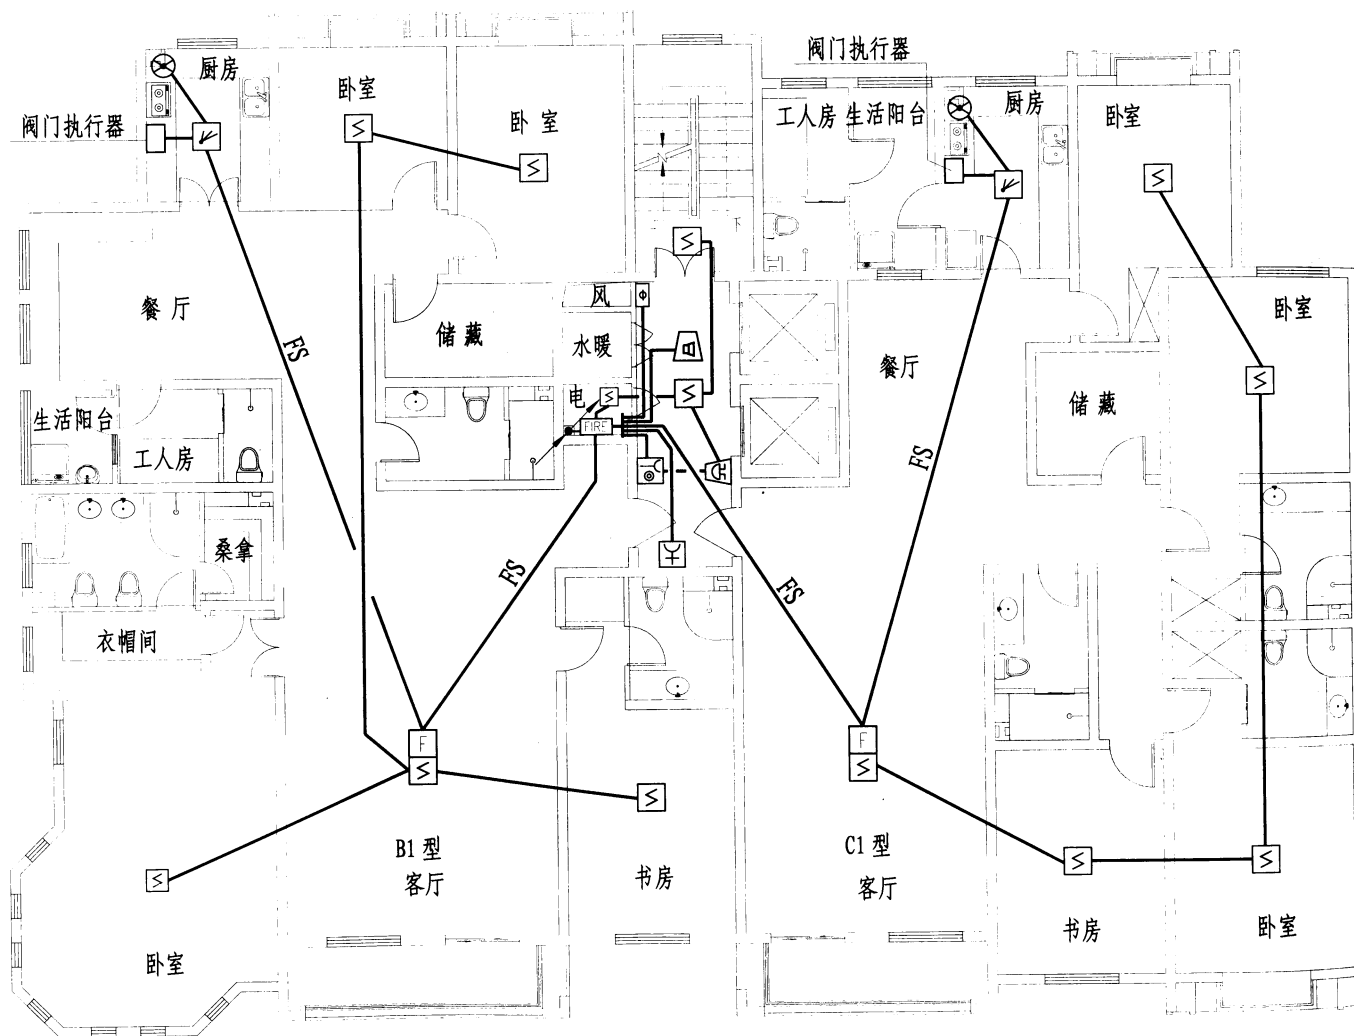 阀门执行器
厨房
卧室
卧室
阀门执行器
工人房
生活阳台
厨房
卧室
阀门执行器
餐厅
FS
储藏
风
水暖
电
FIRE
餐厅
储藏
卧室
生活阳台
工人房
桑拿
衣帽间
FS
FS
FS
F
F
B1型
客厅
书房
C1型
客厅
卧室
书房
卧室